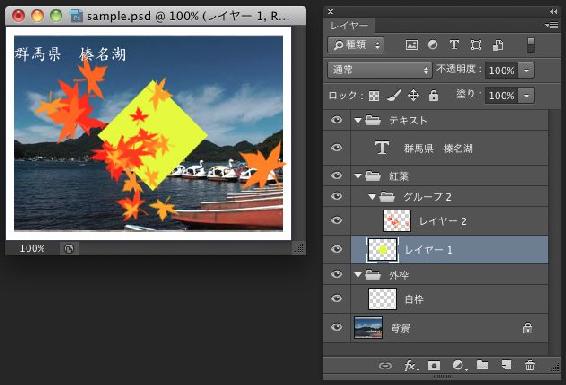 sample.psd @ 100% (レイヤー 1, R...
群馬県　榛名湖
100%
レイヤー
種類
通常
不透明度： 100%
ロック：
塗り： 100%
テキスト
T 群馬県　榛名湖
紅葉
グループ 2
レイヤー 2
レイヤー 1
外枠
白枠
背景
fx